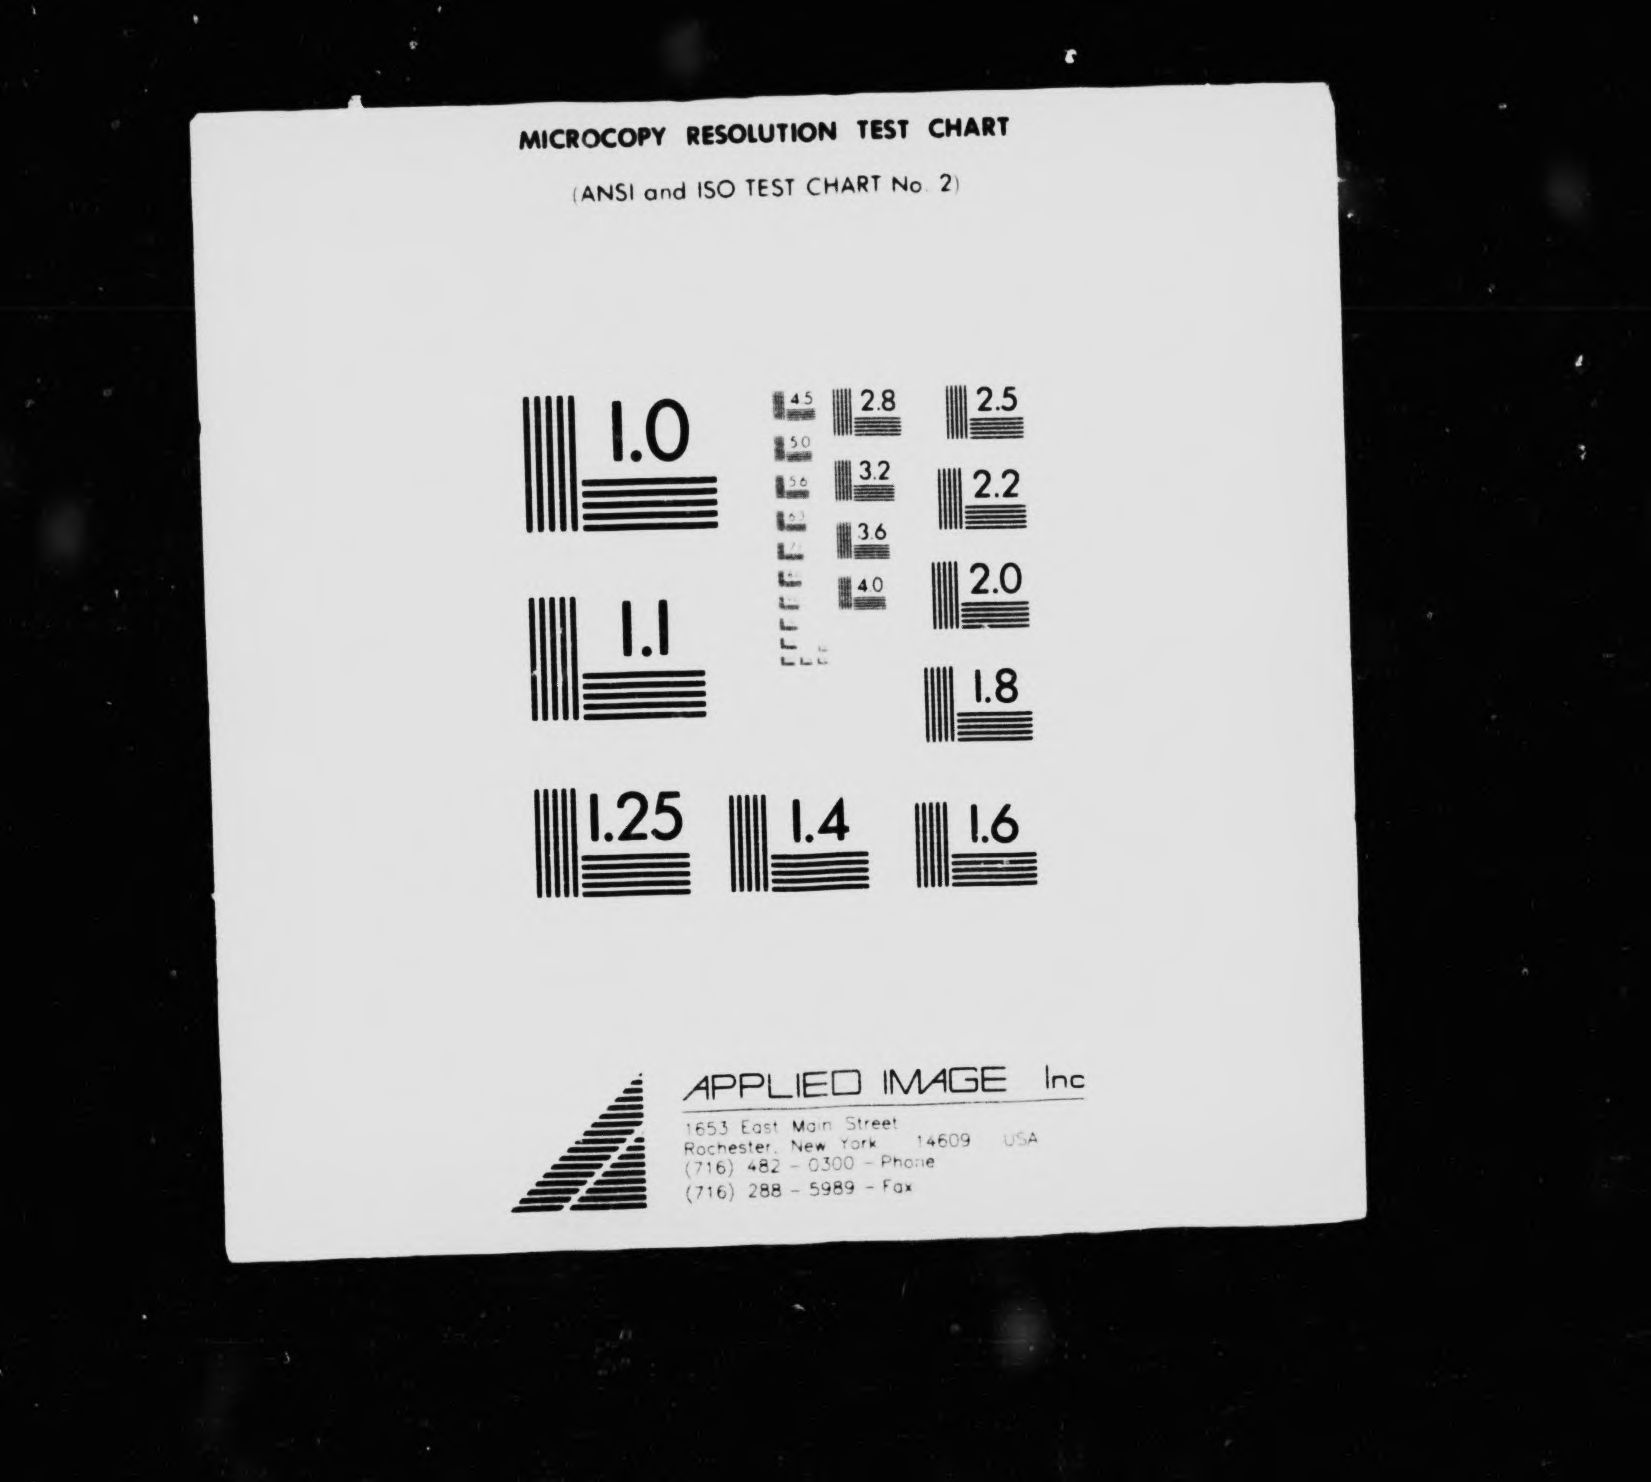 MICROCOPY RESOLUTION TEST CHART
(ANSI and ISO TEST CHART No. 2)
1.0
1.1
1.25
1.4
1.6
1.8
2.0
2.2
2.5
2.8
3.2
3.6
4.0
4.5
5.0
5.6
6.3
APPLIED IMAGE Inc
1653 East Main Street
Rochester, New York 14609 USA
(716) 482 - 0300 - Phone
(716) 288 - 5989 - Fax